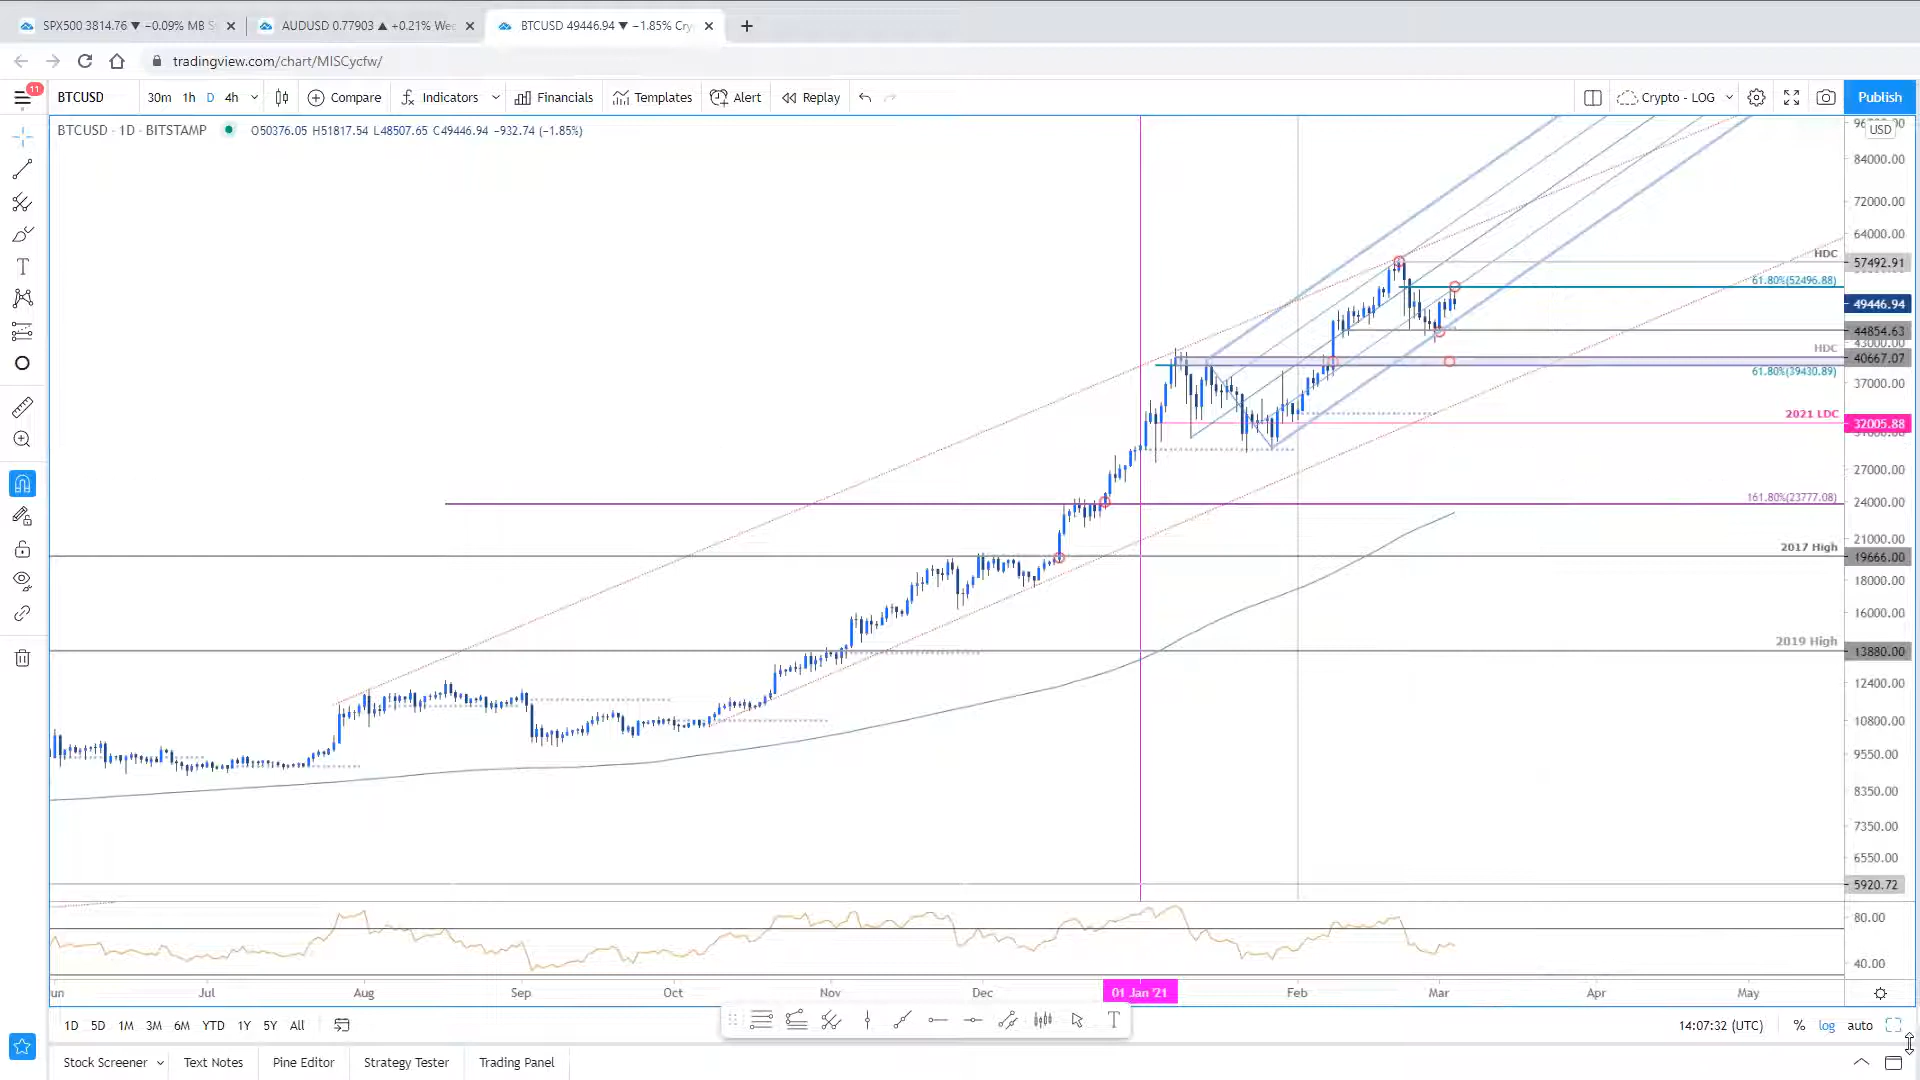 SPX500 3814.76 ▼ −0.09% MB S
AUDUSD 0.77903 ▲ +0.21% Wee
BTCUSD 49446.94 ▼ −1.85% Cry
tradingview.com/chart/MISCycfw/
11
BTCUSD 30m 1h D 4h Compare Indicators Financials Templates Alert Replay Crypto - LOG Publish
BTCUSD · 1D · BITSTAMP O50376.05 H51817.54 L48507.65 C49446.94 −932.74 (−1.85%)
USD
84000.00
72000.00
64000.00
HDC
57492.91
61.80%(52496.88)
49446.94
44854.63
43000.00
HDC
40667.07
61.80%(39430.89)
37000.00
2021 LDC
32005.88
27000.00
161.80%(23777.08)
24000.00
21000.00
2017 High
19666.00
18000.00
16000.00
2019 High
13880.00
12400.00
10800.00
9550.00
8350.00
7350.00
6550.00
5920.72
80.00
40.00
un Jul Aug Sep Oct Nov Dec 01 Jan '21 Feb Mar Apr May
1D 5D 1M 3M 6M YTD 1Y 5Y All 14:07:32 (UTC) % log auto
Stock Screener Text Notes Pine Editor Strategy Tester Trading Panel